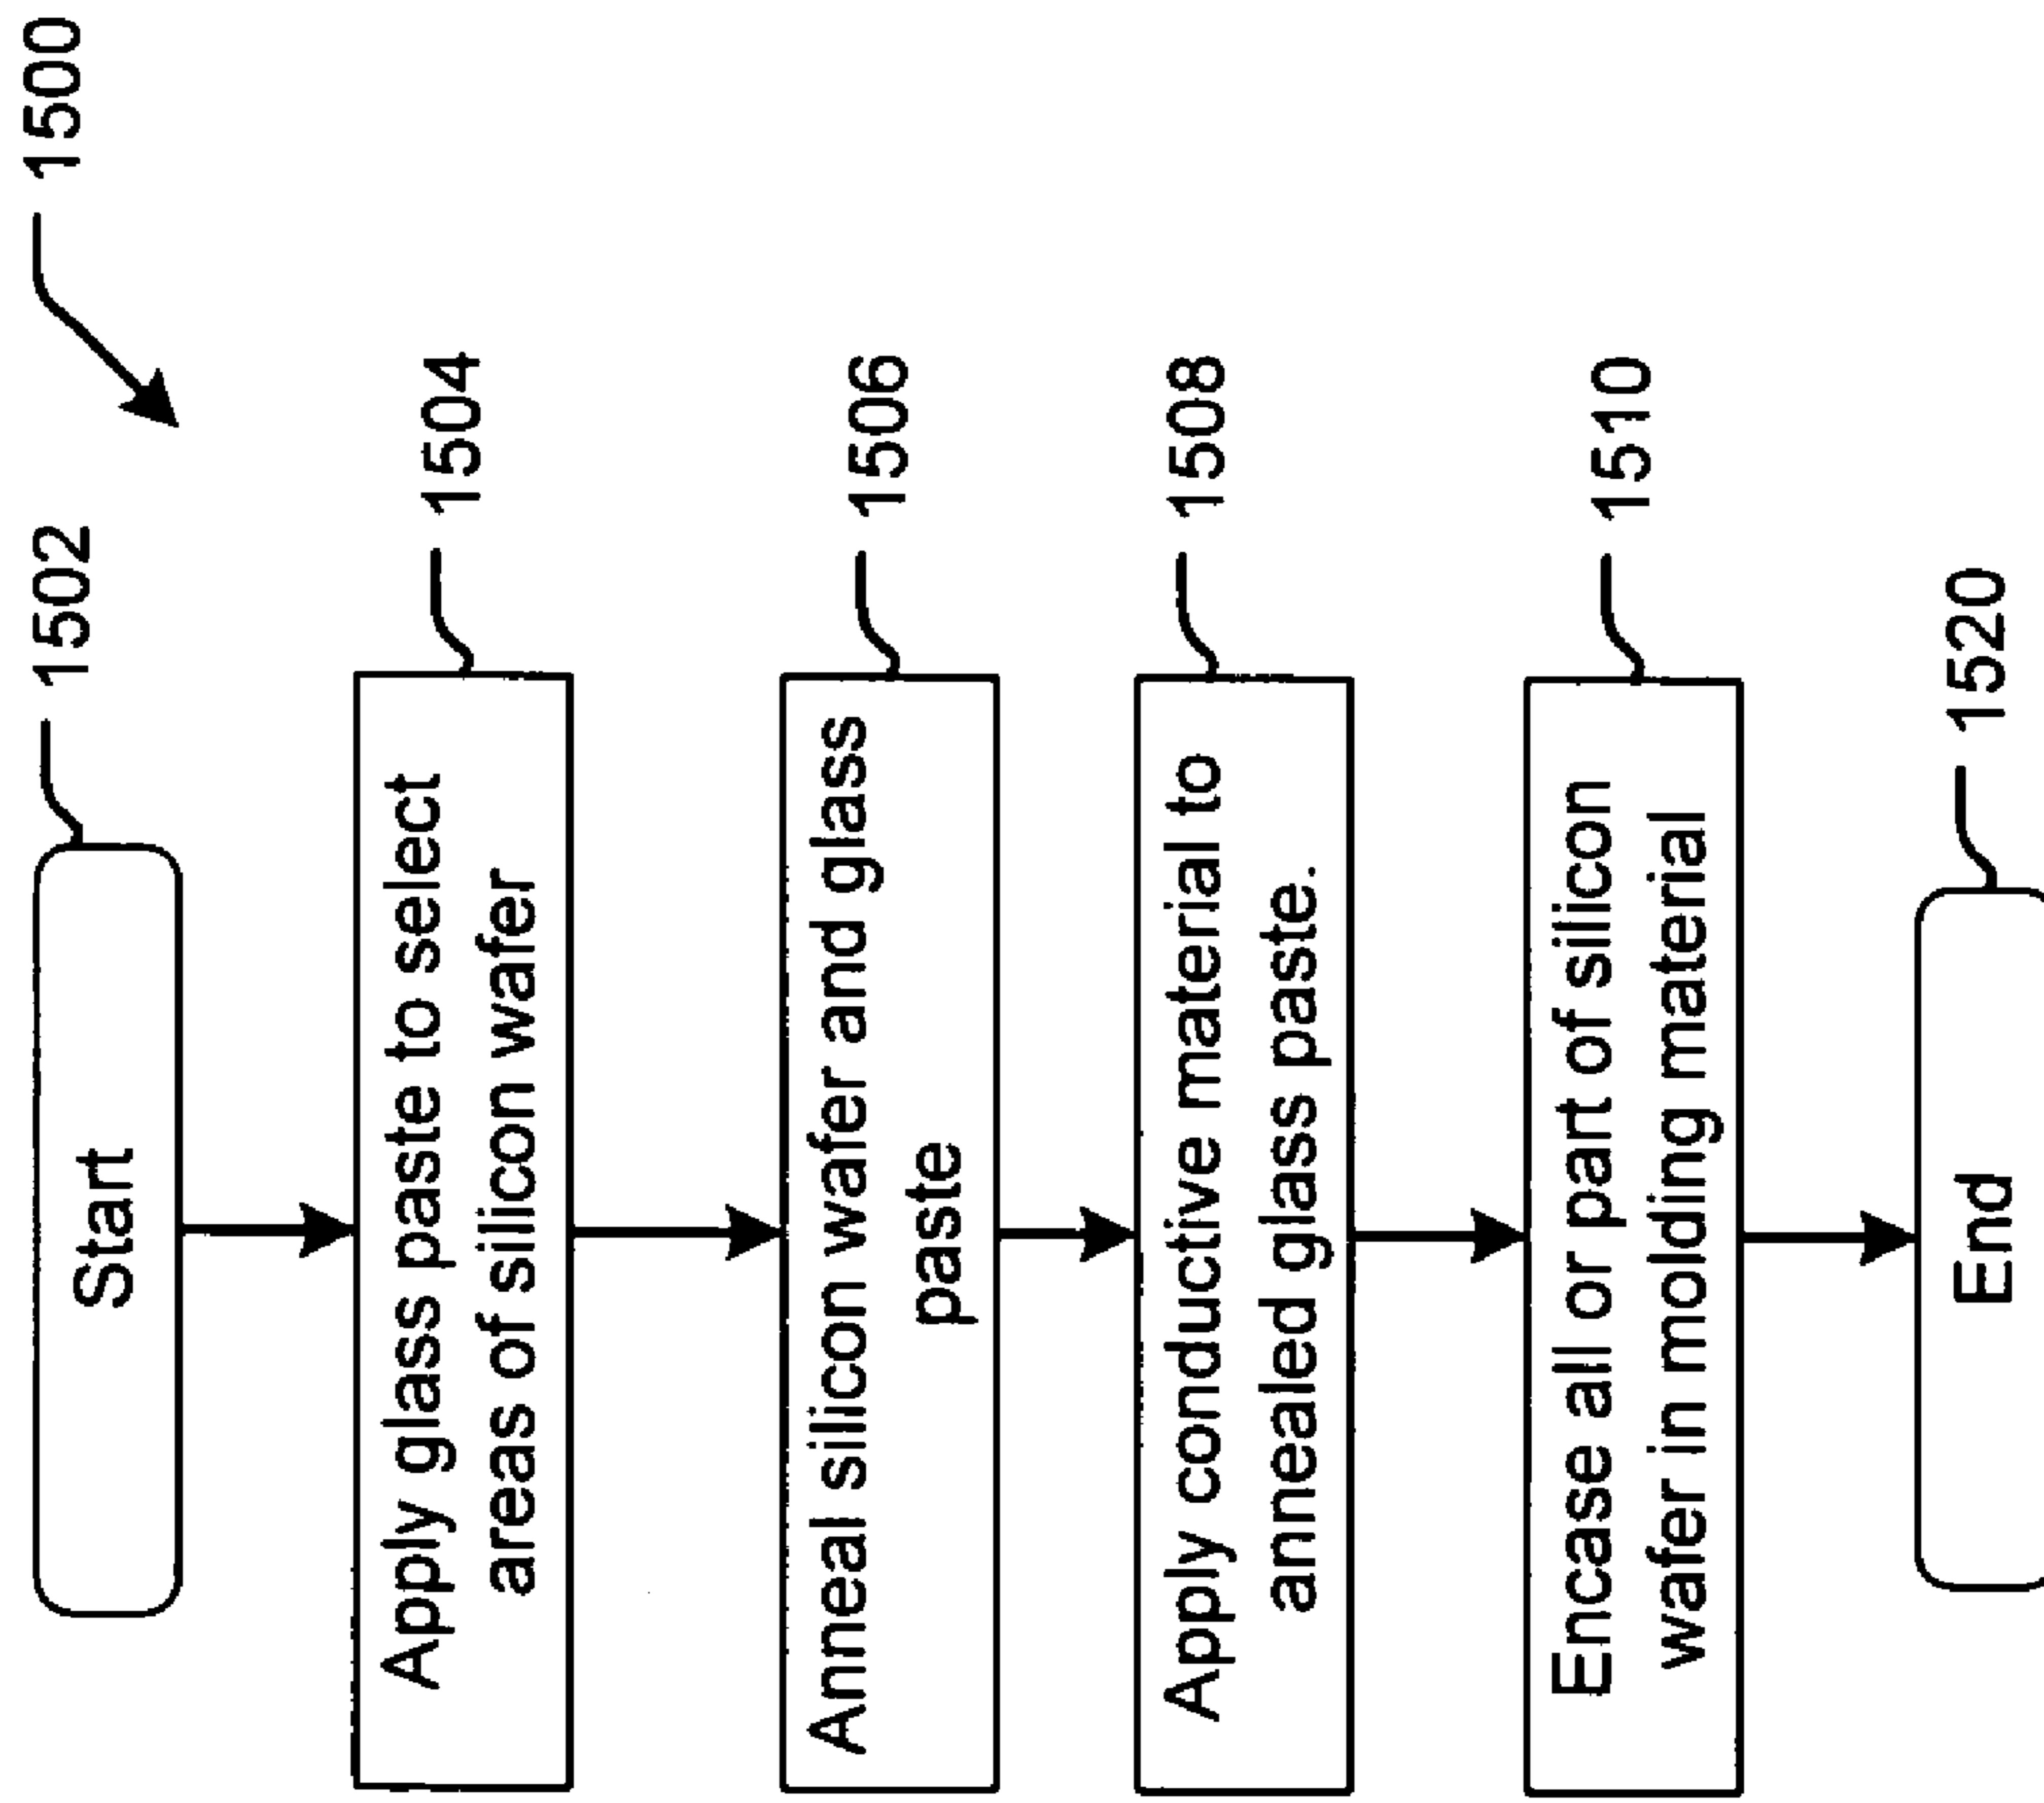 1500
1502
Start
1504
Apply glass paste to select
areas of silicon wafer
1506
Anneal silicon wafer and glass
paste
1508
Apply conductive material to
annealed glass paste.
1510
Encase all or part of silicon
wafer in molding material
1520
End